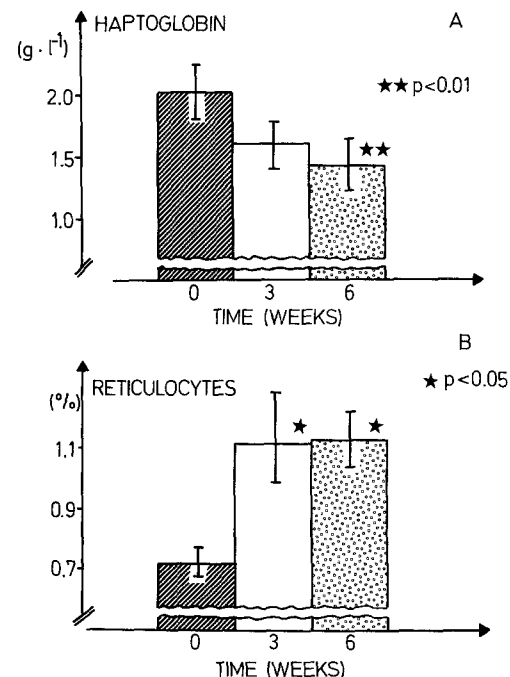 HAPTOGLOBIN
A
(g · l⁻¹)
★★ p<0.01
2.0
1.5
1.0
0 3 6
TIME (WEEKS)
B
RETICULOCYTES
★ p<0.05
(%)
1.1
0.9
0.7
0 3 6
TIME (WEEKS)